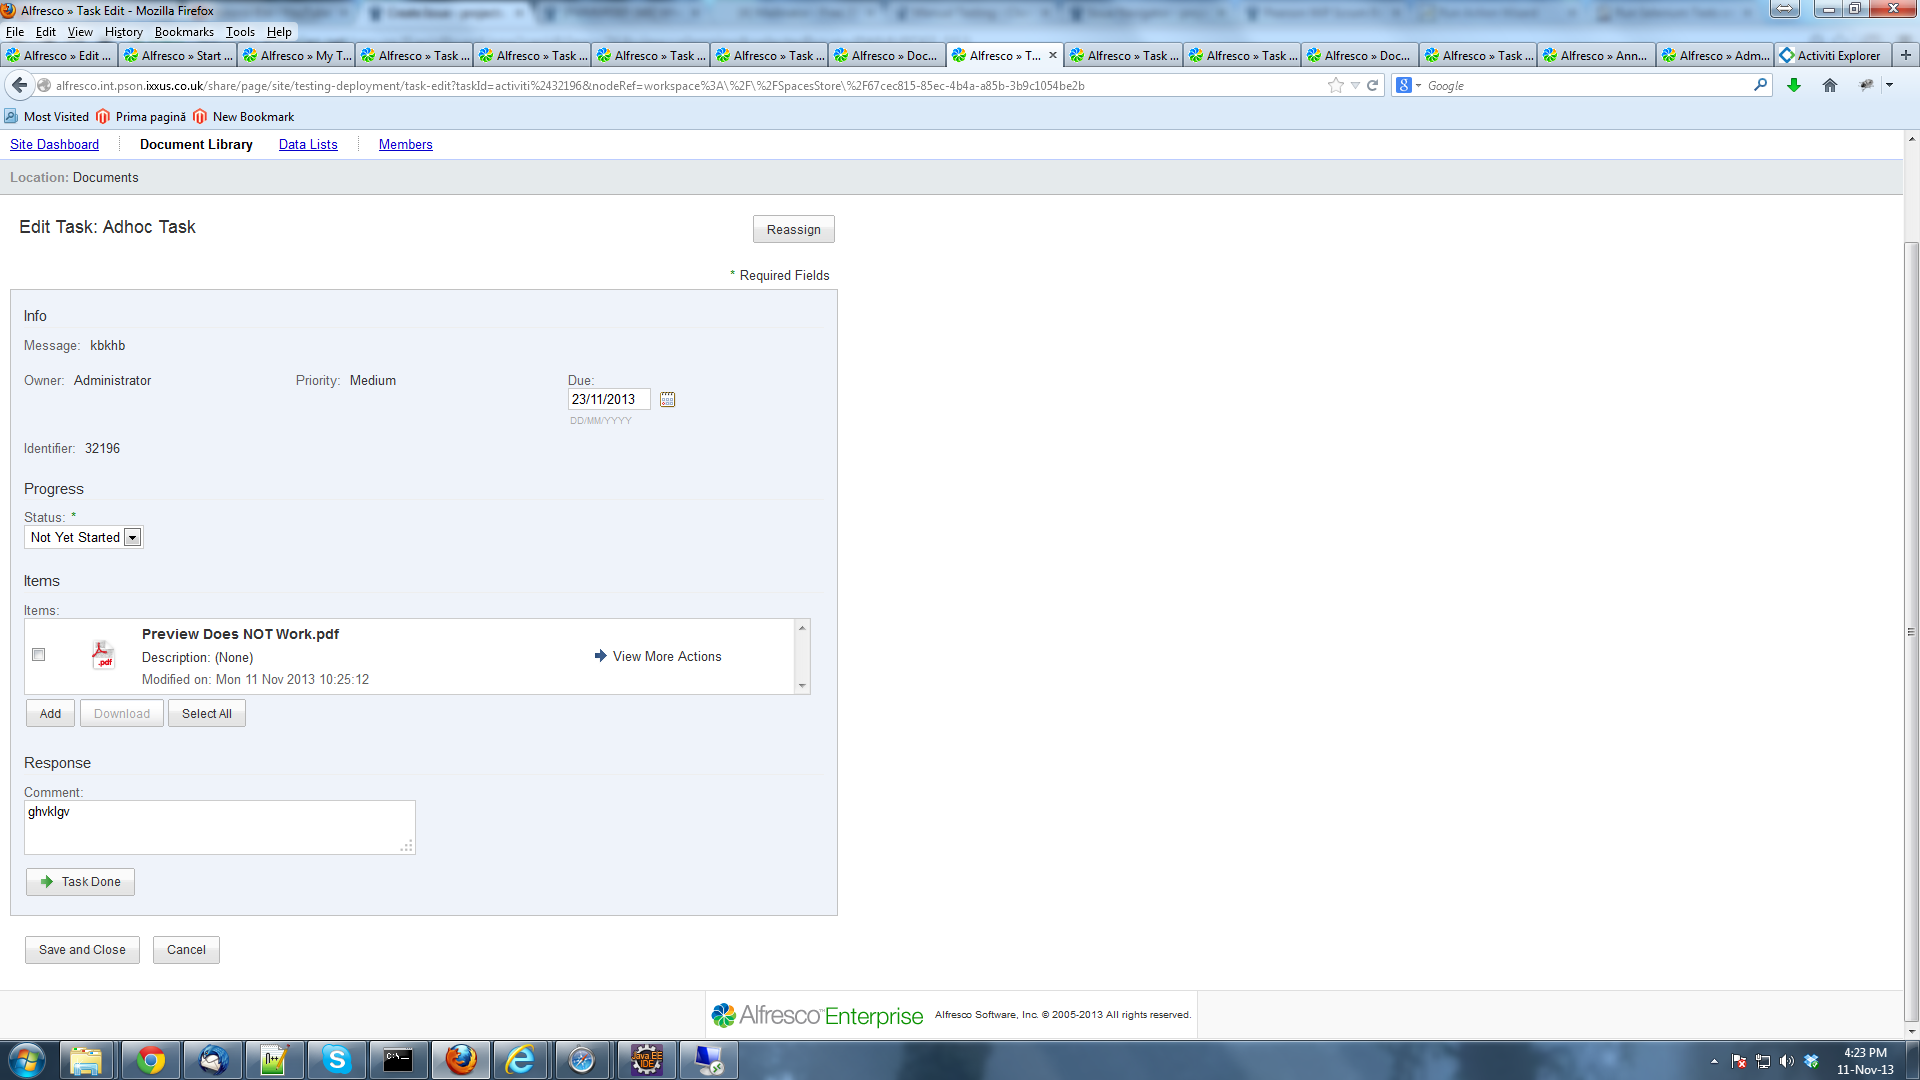 Alfresco » Task Edit - Mozilla Firefox
File Edit View History Bookmarks Tools Help
Alfresco » Edit ... Alfresco » Start ... Alfresco » My T... Alfresco » Task ... Alfresco » Task ... Alfresco » Task ... Alfresco » Task ... Alfresco » Doc... Alfresco » T... Alfresco » Task ... Alfresco » Task ... Alfresco » Doc... Alfresco » Task ... Alfresco » Ann... Alfresco » Adm... Activiti Explorer
alfresco.int.pson.ixxus.co.uk/share/page/site/testing-deployment/task-edit?taskId=activiti%2432196&nodeRef=workspace%3A\%2F\%2FSpacesStore\%2F67cec815-85ec-4b4a-a85b-3b9c1054be2b Google
Most Visited Prima pagină New Bookmark
Site Dashboard Document Library Data Lists Members
Location: Documents
Edit Task: Adhoc Task Reassign
* Required Fields
Info
Message: kbkhb
Owner: Administrator Priority: Medium Due:
23/11/2013
DD/MM/YYYY
Identifier: 32196
Progress
Status: *
Not Yet Started
Items
Items:
Preview Does NOT Work.pdf
Description: (None) View More Actions
Modified on: Mon 11 Nov 2013 10:25:12
Add Download Select All
Response
Comment:
ghvklgv
Task Done
Save and Close Cancel
Alfresco Enterprise Alfresco Software, Inc. © 2005-2013 All rights reserved.
4:23 PM
11-Nov-13